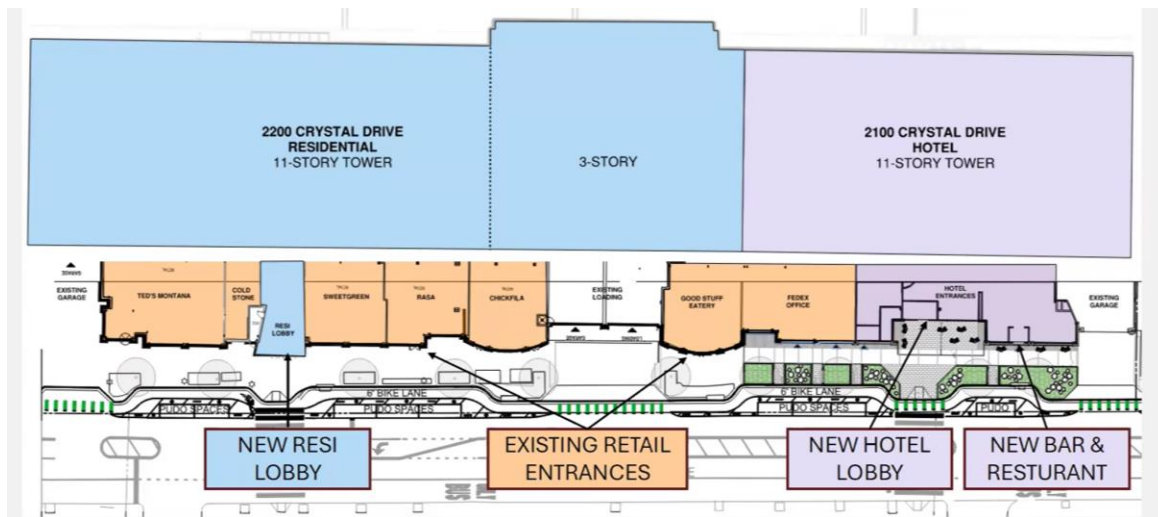 2200 CRYSTAL DRIVE
RESIDENTIAL
11-STORY TOWER
3-STORY
2100 CRYSTAL DRIVE
HOTEL
11-STORY TOWER
EXISTING
GARAGE
TED'S MONTANA
COLD
STONE
RESI
LOBBY
SWEETGREEN
RASA
CHICKFILA
EXISTING
LOADING
GOOD STUFF
EATERY
FEDEX
OFFICE
HOTEL
ENTRANCES
EXISTING
GARAGE
GARAGE
LOADING
6' BIKE LANE
6' BIKE LANE
PUDO SPACES
PUDO SPACES
PUDO SPACES
PUDO
NEW RESI
LOBBY
EXISTING RETAIL
ENTRANCES
NEW HOTEL
LOBBY
NEW BAR &
RESTURANT
BUS